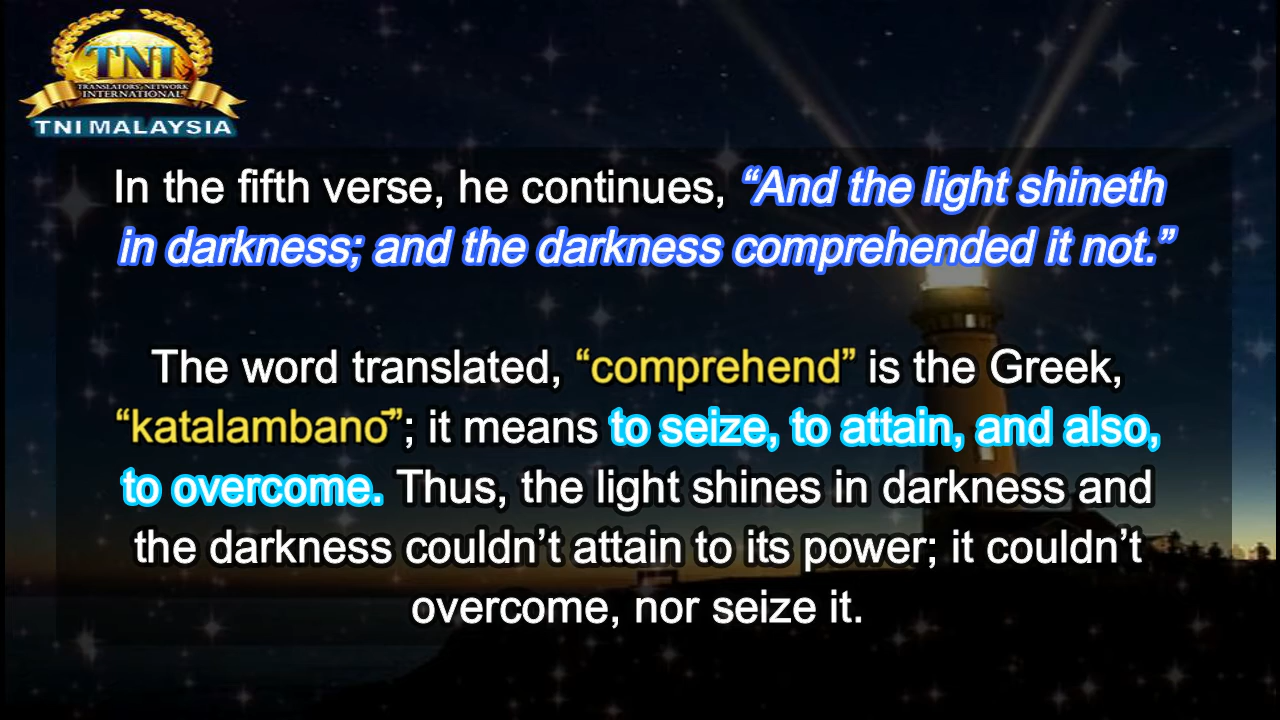 TNI
TRANSLATORS' NETWORK
INTERNATIONAL
TNI MALAYSIA
In the fifth verse, he continues, “And the light shineth
in darkness; and the darkness comprehended it not.”
The word translated, “comprehend” is the Greek,
“katalambanō”; it means to seize, to attain, and also,
to overcome. Thus, the light shines in darkness and
the darkness couldn’t attain to its power; it couldn’t
overcome, nor seize it.